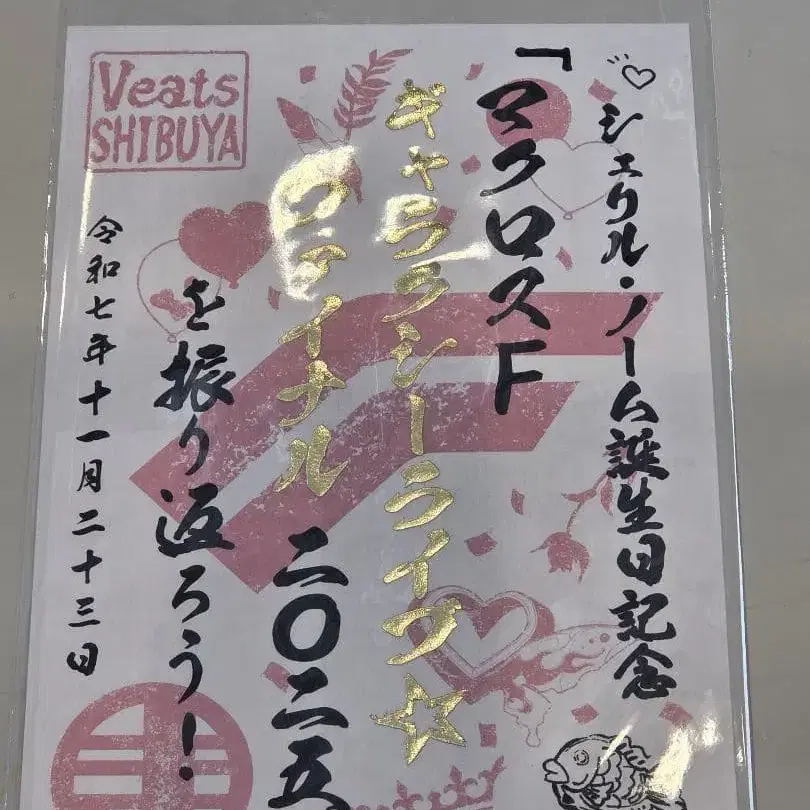 シェリル・ノーム誕生日記念
「マクロスF
ギャラクシーライブ☆
ファイナル 二〇二五
を振り返ろう!
令和七年十一月二十三日
Veats
SHIBUYA